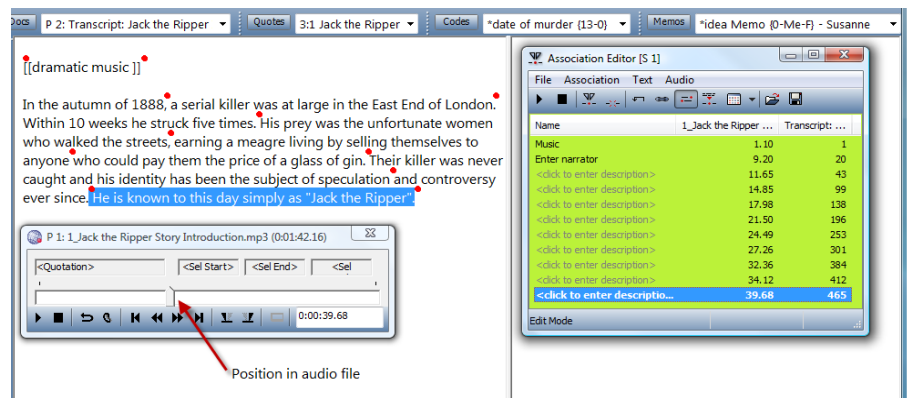 Docs P 2: Transcript: Jack the Ripper Quotes 3:1 Jack the Ripper Codes *date of murder {13-0} Memos *idea Memo {0-Me-F} - Susanne
[[dramatic music ]]
In the autumn of 1888, a serial killer was at large in the East End of London.
Within 10 weeks he struck five times. His prey was the unfortunate women
who walked the streets, earning a meagre living by selling themselves to
anyone who could pay them the price of a glass of gin. Their killer was never
caught and his identity has been the subject of speculation and controversy
ever since. He is known to this day simply as "Jack the Ripper".
P 1: 1_Jack the Ripper Story Introduction.mp3 (0:01:42.16)
<Quotation> <Sel Start> <Sel End> <Sel
0:00:39.68
Position in audio file
Association Editor [S 1]
File Association Text Audio
Name 1_Jack the Ripper ... Transcript: ...
Music 1.10 1
Enter narrator 9.20 20
<click to enter description> 11.65 43
<click to enter description> 14.85 99
<click to enter description> 17.98 138
<click to enter description> 21.50 196
<click to enter description> 24.49 253
<click to enter description> 27.26 301
<click to enter description> 32.36 384
<click to enter description> 34.12 412
<click to enter descriptio... 39.68 465
Edit Mode